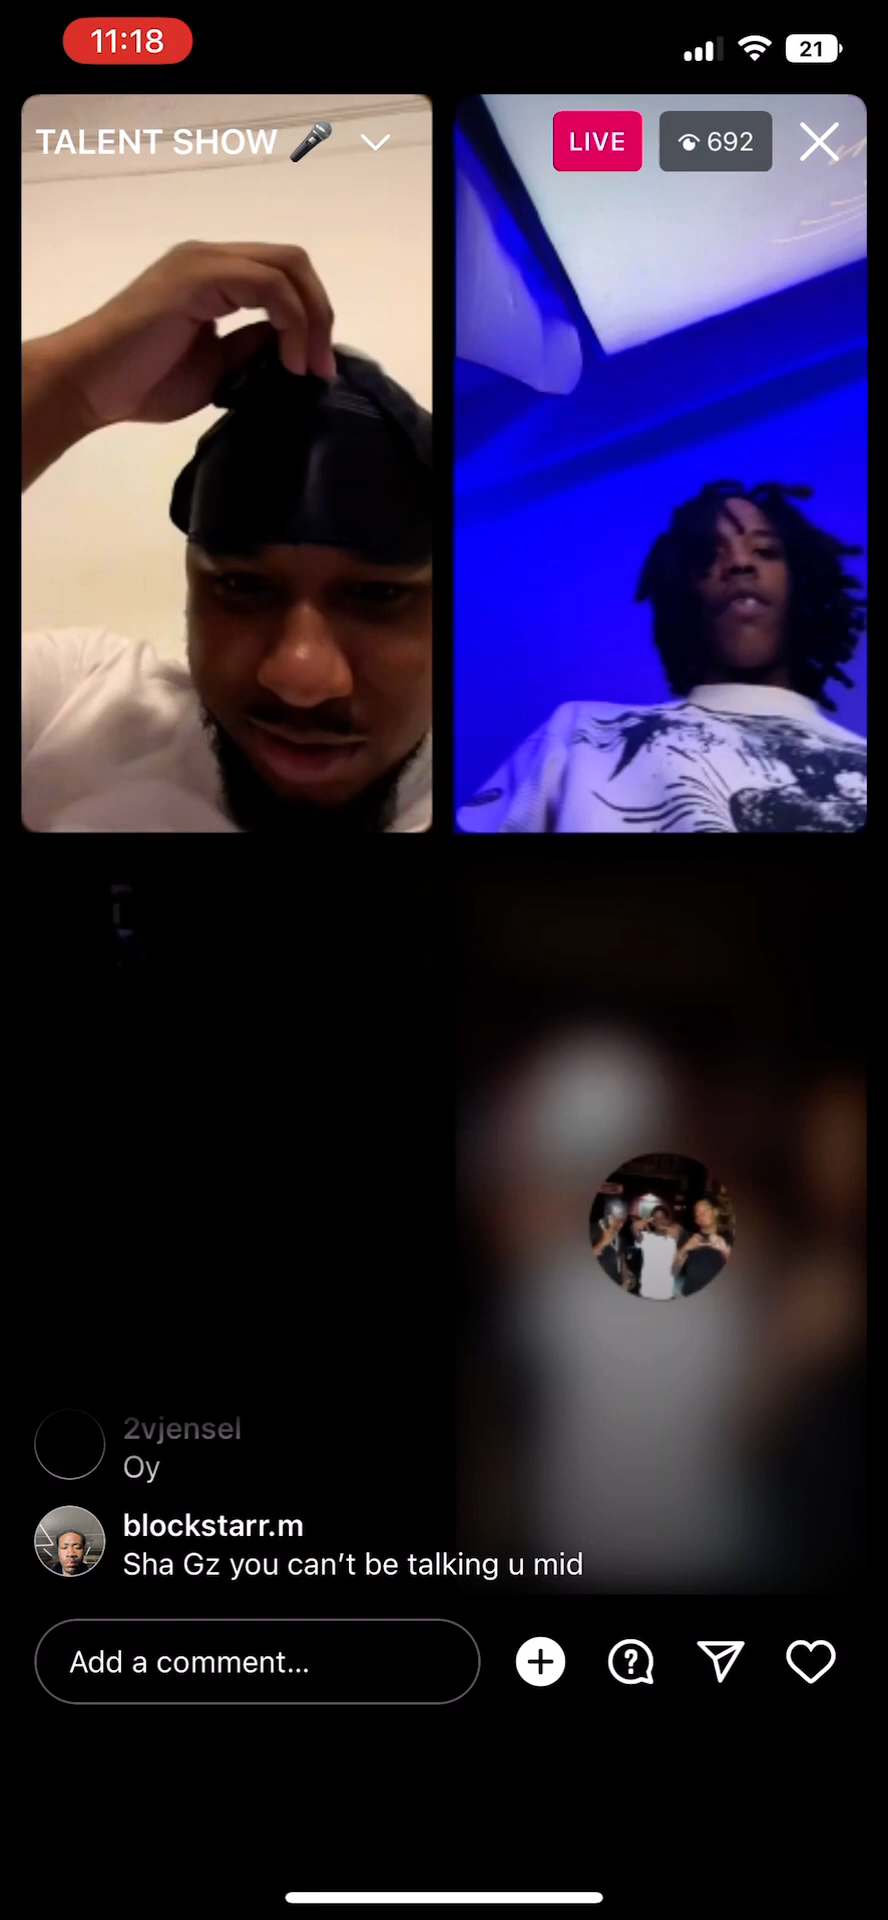 11:18
21
TALENT SHOW 🎤
LIVE
692
2vjensel
Oy
blockstarr.m
Sha Gz you can’t be talking u mid
Add a comment...